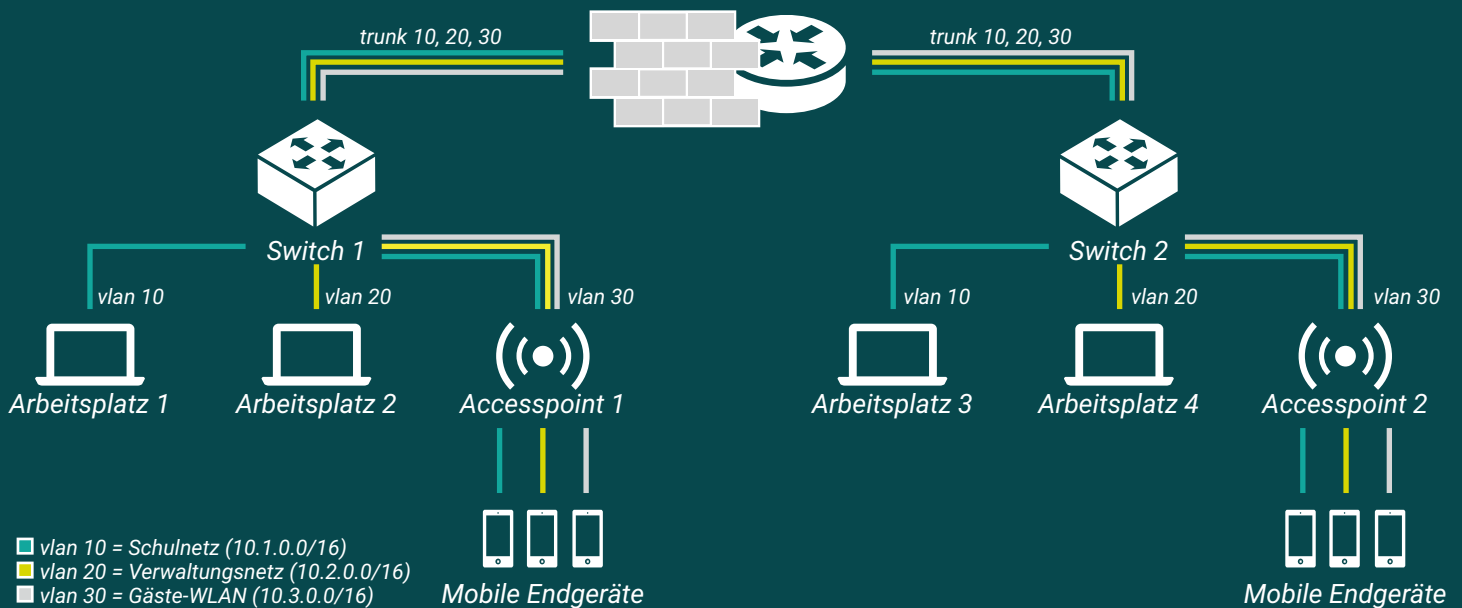 trunk 10, 20, 30
trunk 10, 20, 30
Switch 1
Switch 2
vlan 10
vlan 20
vlan 30
vlan 10
vlan 20
vlan 30
Arbeitsplatz 1
Arbeitsplatz 2
Accesspoint 1
Arbeitsplatz 3
Arbeitsplatz 4
Accesspoint 2
vlan 10 = Schulnetz (10.1.0.0/16)
vlan 20 = Verwaltungsnetz (10.2.0.0/16)
vlan 30 = Gäste-WLAN (10.3.0.0/16)
Mobile Endgeräte
Mobile Endgeräte